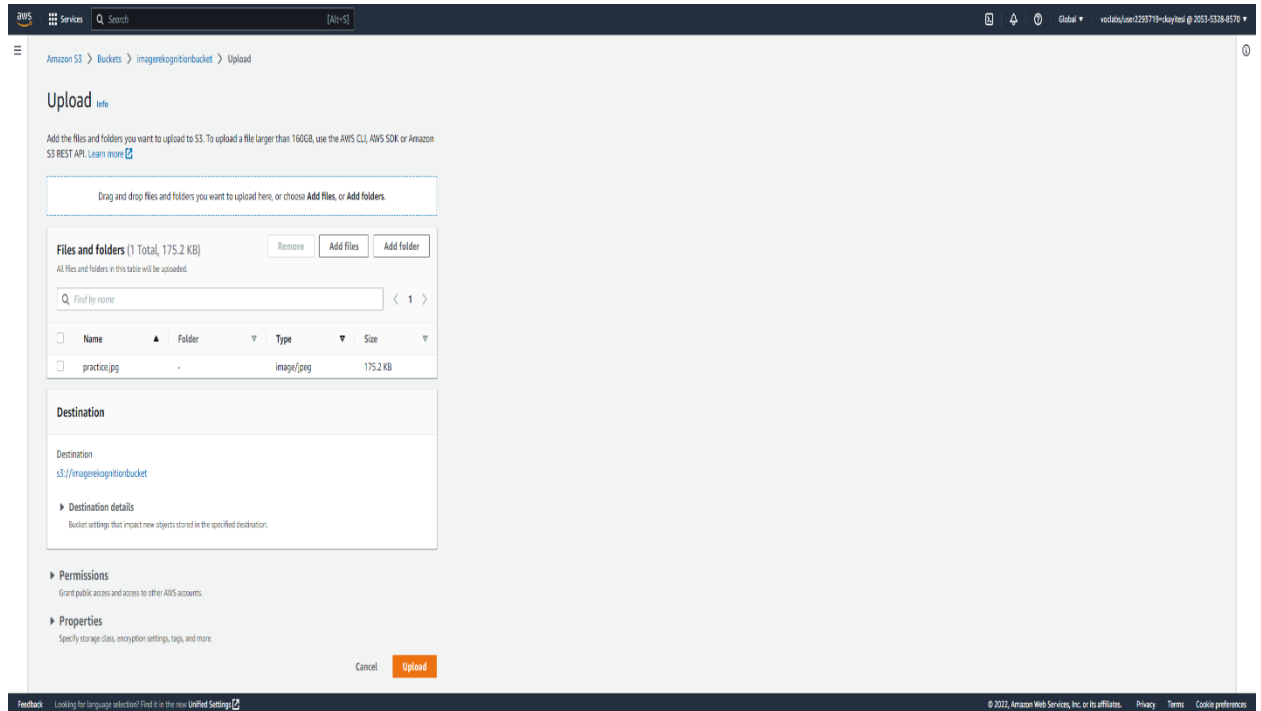 aws Services Search [Alt+S] Global voclabs/user2293719=ckayitesi @ 2053-5328-8570
Amazon S3 > Buckets > imagerekognitionbucket > Upload
Upload Info
Add the files and folders you want to upload to S3. To upload a file larger than 160GB, use the AWS CLI, AWS SDK or Amazon
S3 REST API. Learn more
Drag and drop files and folders you want to upload here, or choose Add files, or Add folders.
Files and folders (1 Total, 175.2 KB) Remove Add files Add folder
All files and folders in this table will be uploaded.
Find by name < 1 >
Name Folder Type Size
practice.jpg - image/jpeg 175.2 KB
Destination
Destination
s3://imagerekognitionbucket
Destination details
Bucket settings that impact new objects stored in the specified destination.
Permissions
Grant public access and access to other AWS accounts.
Properties
Specify storage class, encryption settings, tags, and more.
Cancel Upload
Feedback Looking for language selection? Find it in the new Unified Settings © 2022, Amazon Web Services, Inc. or its affiliates. Privacy Terms Cookie preferences